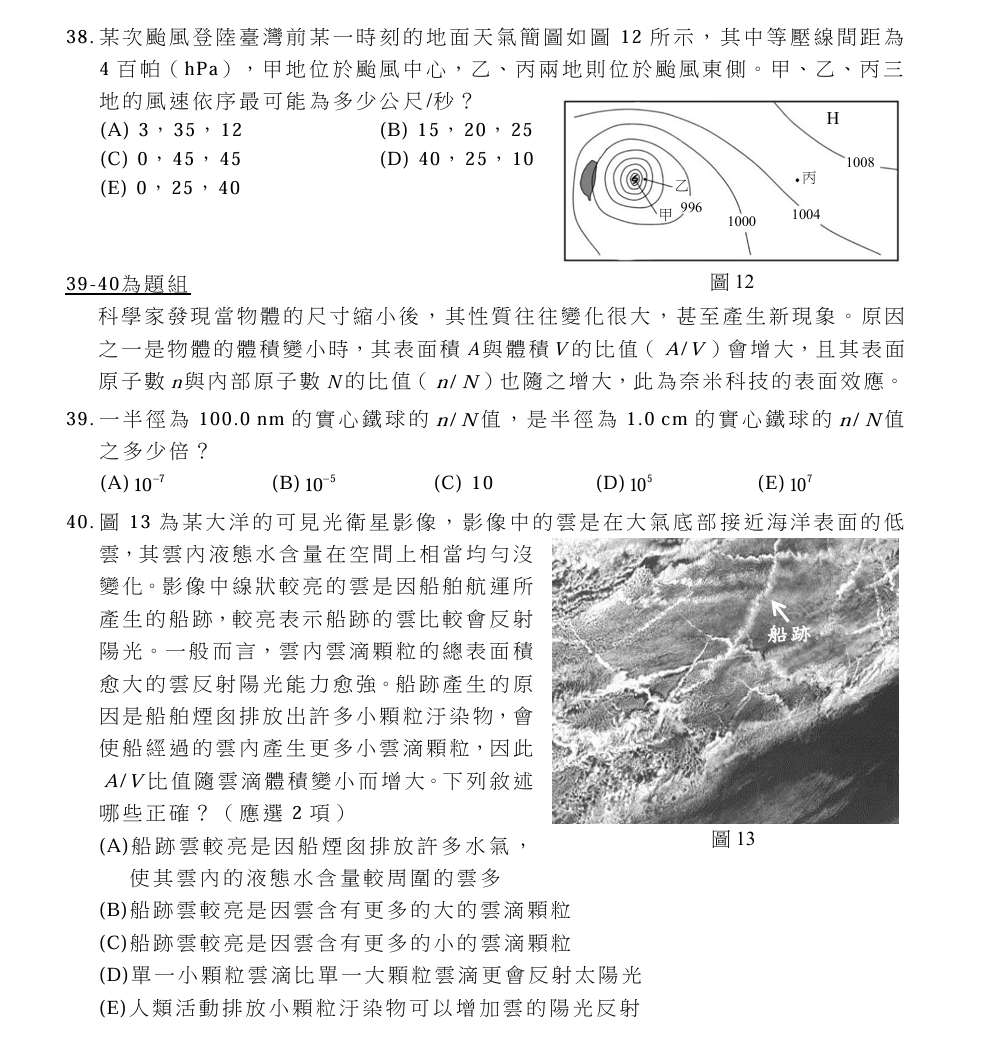 38. 某次颱風登陸臺灣前某一時刻的地面天氣簡圖如圖 12 所示，其中等壓線間距為
4 百帕（hPa），甲地位於颱風中心，乙、丙兩地則位於颱風東側。甲、乙、丙三
地的風速依序最可能為多少公尺/秒？
(A) 3，35，12 (B) 15，20，25
(C) 0，45，45 (D) 40，25，10
(E) 0，25，40
H
1008
丙
乙
甲
996
1000
1004
圖 12
39-40為題組
科學家發現當物體的尺寸縮小後，其性質往往變化很大，甚至產生新現象。原因
之一是物體的體積變小時，其表面積 A與體積 V的比值（ A/V ）會增大，且其表面
原子數 n與內部原子數 N的比值（ n/ N ）也隨之增大，此為奈米科技的表面效應。
39. 一半徑為 100.0 nm 的實心鐵球的 n/ N值，是半徑為 1.0 cm 的實心鐵球的 n/ N值
之多少倍？
(A) 10⁻⁷ (B) 10⁻⁵ (C) 10 (D) 10⁵ (E) 10⁷
40. 圖 13 為某大洋的可見光衛星影像，影像中的雲是在大氣底部接近海洋表面的低
雲，其雲內液態水含量在空間上相當均勻沒
變化。影像中線狀較亮的雲是因船舶航運所
產生的船跡，較亮表示船跡的雲比較會反射
陽光。一般而言，雲內雲滴顆粒的總表面積
愈大的雲反射陽光能力愈強。船跡產生的原
因是船舶煙囪排放出許多小顆粒汙染物，會
使船經過的雲內產生更多小雲滴顆粒，因此
A/V比值隨雲滴體積變小而增大。下列敘述
哪些正確？（應選 2 項）
船跡
圖 13
(A)船跡雲較亮是因船煙囪排放許多水氣，
使其雲內的液態水含量較周圍的雲多
(B)船跡雲較亮是因雲含有更多的大的雲滴顆粒
(C)船跡雲較亮是因雲含有更多的小的雲滴顆粒
(D)單一小顆粒雲滴比單一大顆粒雲滴更會反射太陽光
(E)人類活動排放小顆粒汙染物可以增加雲的陽光反射